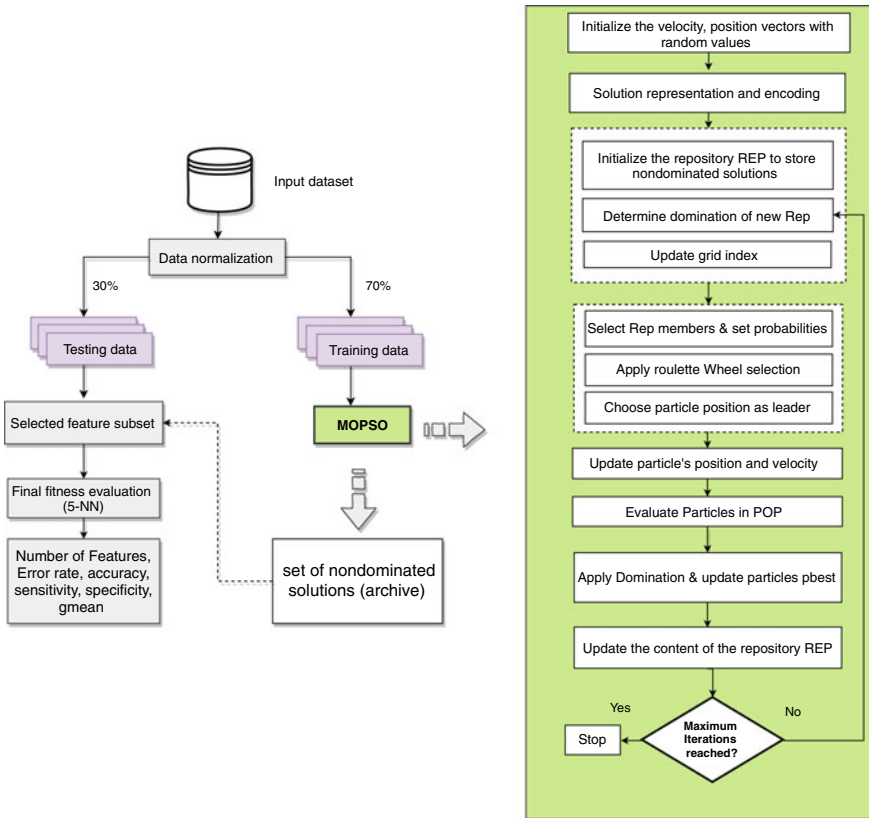 Input dataset
Data normalization
30%
70%
Testing data
Training data
Selected feature subset
MOPSO
Final fitness evaluation
(5-NN)
Number of Features,
Error rate, accuracy,
sensitivity, specificity,
gmean
set of nondominated
solutions (archive)
Initialize the velocity, position vectors with
random values
Solution representation and encoding
Initialize the repository REP to store
nondominated solutions
Determine domination of new Rep
Update grid index
Select Rep members & set probabilities
Apply roulette Wheel selection
Choose particle position as leader
Update particle's position and velocity
Evaluate Particles in POP
Apply Domination & update particles pbest
Update the content of the repository REP
Yes
No
Maximum
Iterations
reached?
Stop